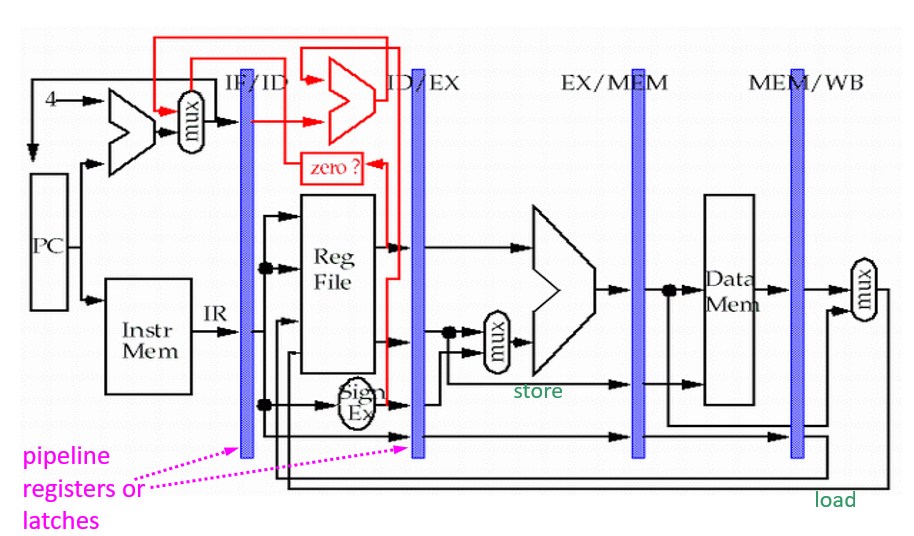 IF/ID
ID/EX
EX/MEM
MEM/WB
4
mux
zero ?
PC
Reg
File
Instr
Mem
IR
Sign
Ex
mux
Data
Mem
mux
store
load
pipeline
registers or
latches